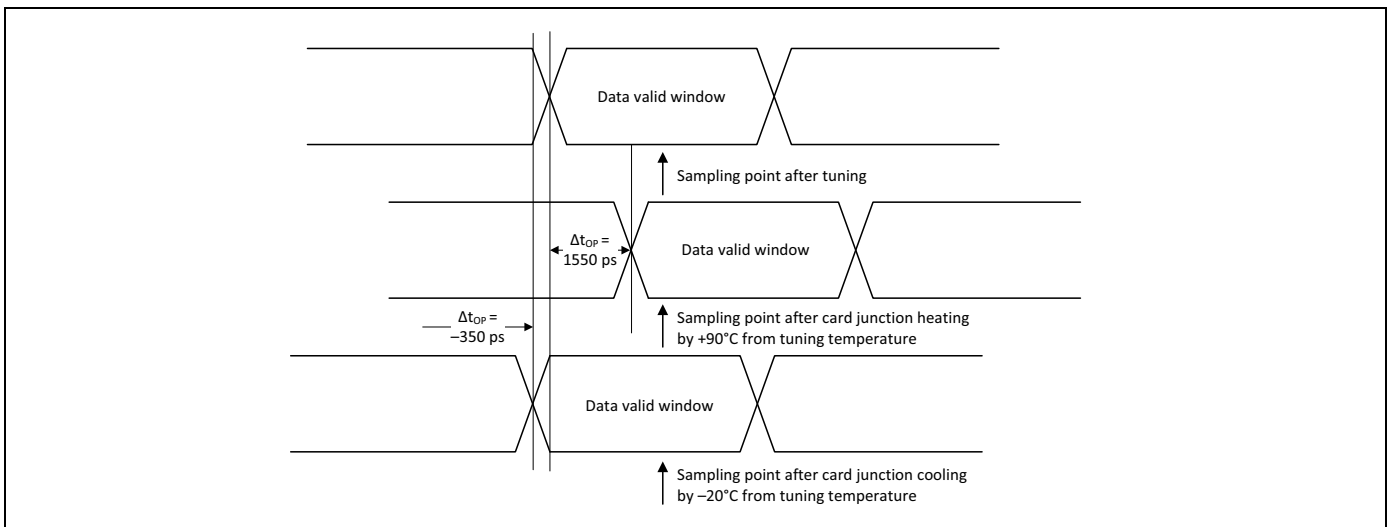 Data valid window
Sampling point after tuning
Δt_OP =
1550 ps
Data valid window
Δt_OP =
–350 ps
Sampling point after card junction heating
by +90°C from tuning temperature
Data valid window
Sampling point after card junction cooling
by –20°C from tuning temperature